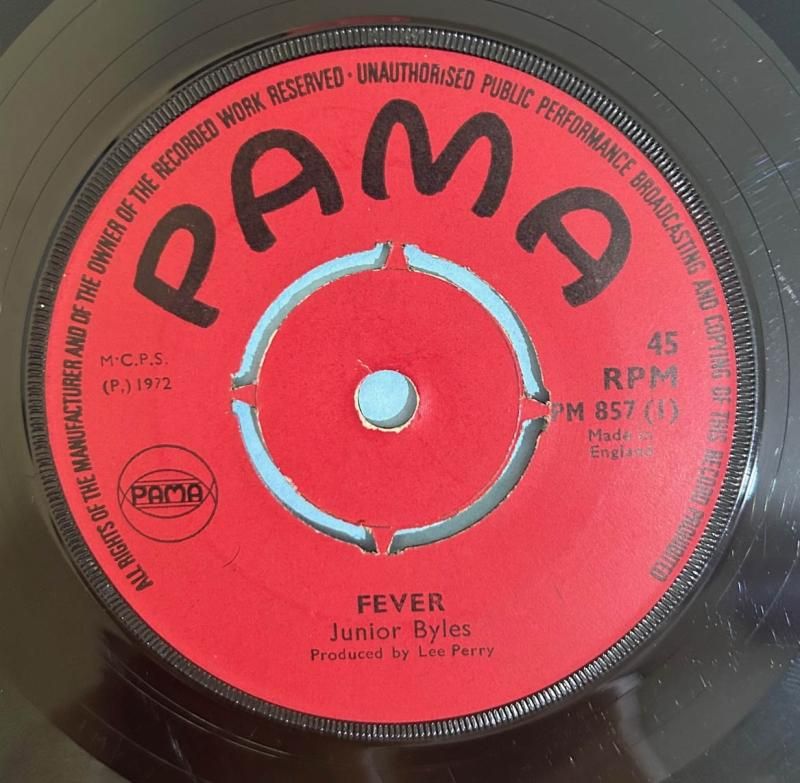 ALL RIGHTS OF THE MANUFACTURER AND OF THE OWNER OF THE RECORDED WORK RESERVED · UNAUTHORISED PUBLIC PERFORMANCE BROADCASTING AND COPYING OF THIS RECORD PROHIBITED
PAMA
M·C.P.S.
(P.) 1972
45
RPM
PM 857 (1)
Made in
England
PAMA
FEVER
Junior Byles
Produced by Lee Perry